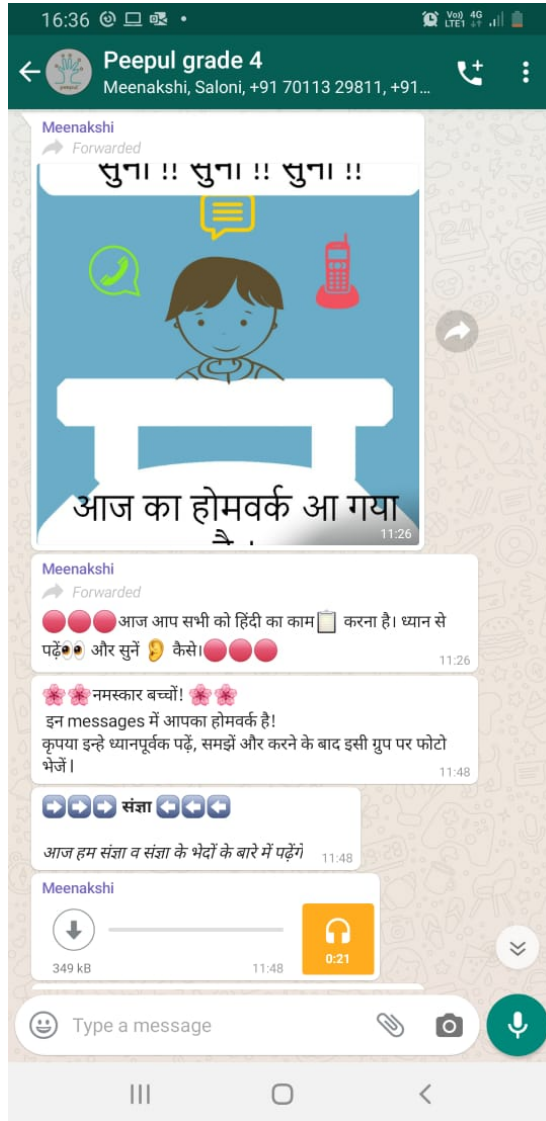 16:36
Voi) 4G
LTE1
Peepul grade 4
Meenakshi, Saloni, +91 70113 29811, +91...
Meenakshi
Forwarded
सुनो !! सुनो !! सुनो !!
आज का होमवर्क आ गया
है
11:26
Meenakshi
Forwarded
🔴🔴🔴आज आप सभी को हिंदी का काम📋 करना है। ध्यान से
पढ़ें👀 और सुनें 👂 कैसे।🔴🔴🔴
11:26
🌸🌸नमस्कार बच्चों! 🌸🌸
इन messages में आपका होमवर्क है!
कृपया इन्हे ध्यानपूर्वक पढ़ें, समझें और करने के बाद इसी ग्रुप पर फोटो
भेजें l
11:48
➡️➡️➡️ संज्ञा ⬅️⬅️⬅️
आज हम संज्ञा व संज्ञा के भेदों के बारे में पढ़ेंगे
11:48
Meenakshi
0:21
349 kB
11:48
Type a message